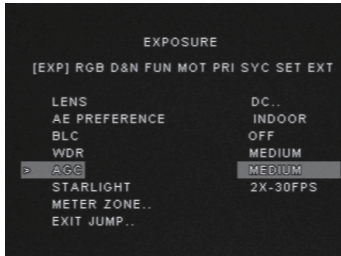 EXPOSURE
[EXP] RGB D&N FUN MOT PRI SYC SET EXT
LENS DC..
AE PREFERENCE INDOOR
BLC OFF
WDR MEDIUM
> AGC MEDIUM
STARLIGHT 2X-30FPS
METER ZONE..
EXIT JUMP..